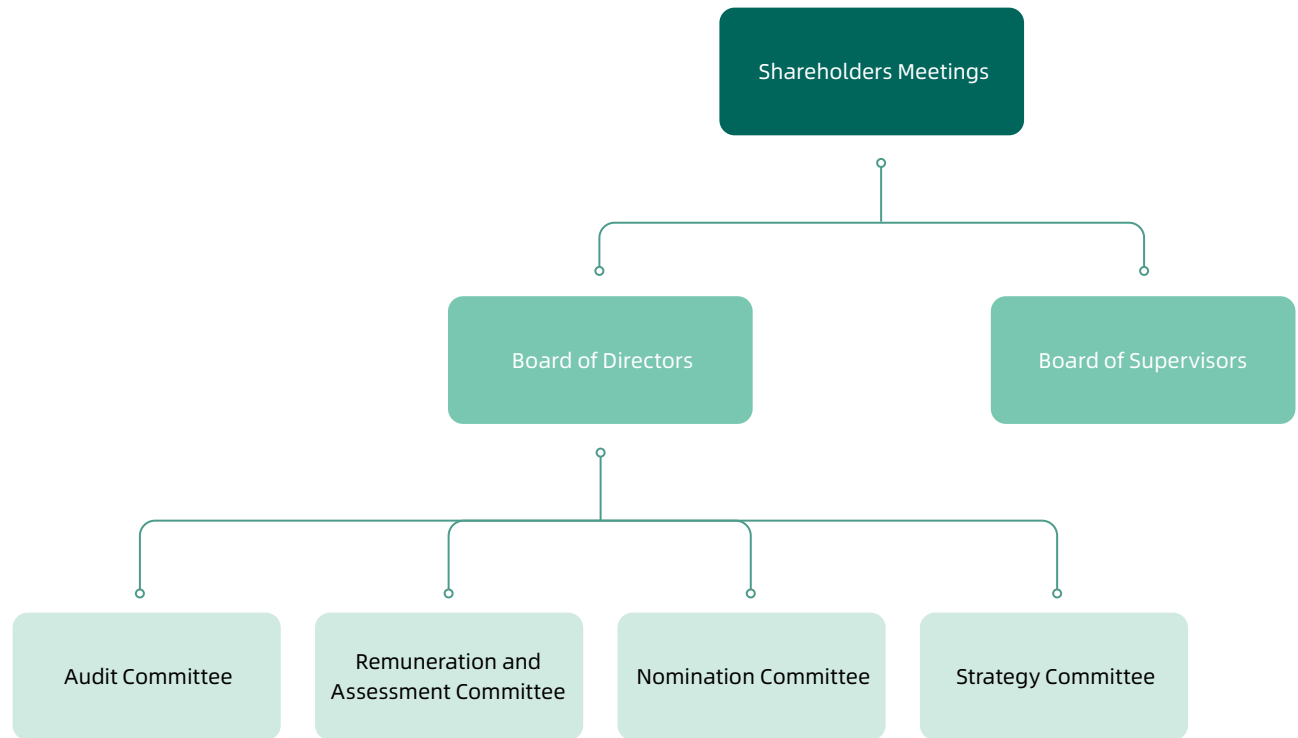 Shareholders Meetings
Board of Directors
Board of Supervisors
Audit Committee
Remuneration and
Assessment Committee
Nomination Committee
Strategy Committee